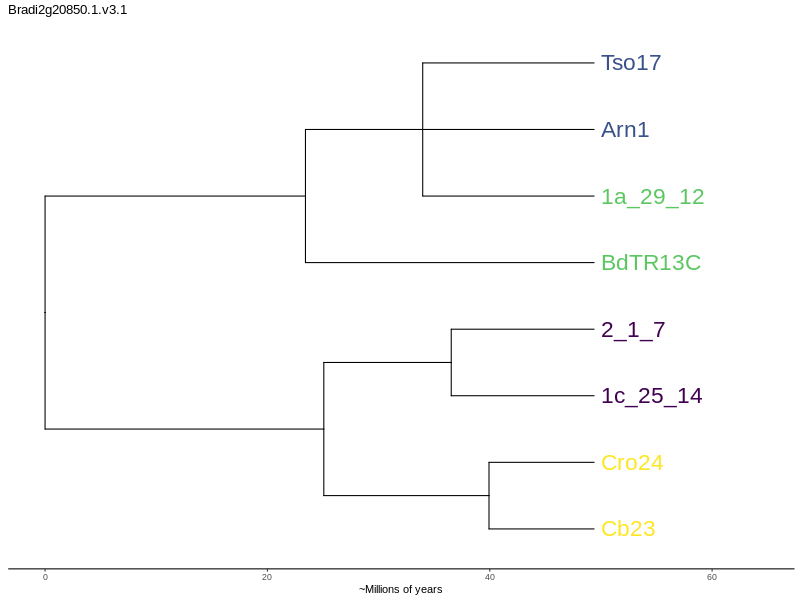 Bradi2g20850.1.v3.1
Tso17
Arn1
1a_29_12
BdTR13C
2_1_7
1c_25_14
Cro24
Cb23
0 20 40 60
~Millions of years